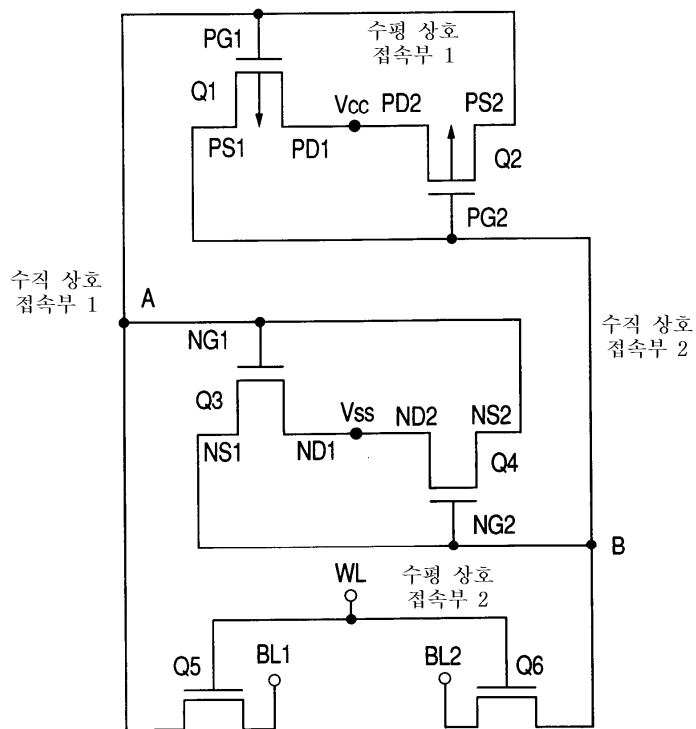 PG1
수평 상호
접속부 1
Q1
Vcc
PD2
PS2
PS1
PD1
Q2
PG2
수직 상호
접속부 1
A
수직 상호
접속부 2
NG1
Q3
Vss
ND2
NS2
NS1
ND1
Q4
NG2
B
WL
수평 상호
접속부 2
Q5
BL1
BL2
Q6